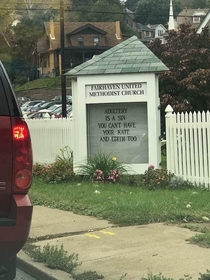 FAIRHAVEN UNITED
METHODIST CHURCH
ADULTERY
IS A SIN
YOU CAN'T HAVE
YOUR KATE
AND EDITH TOO